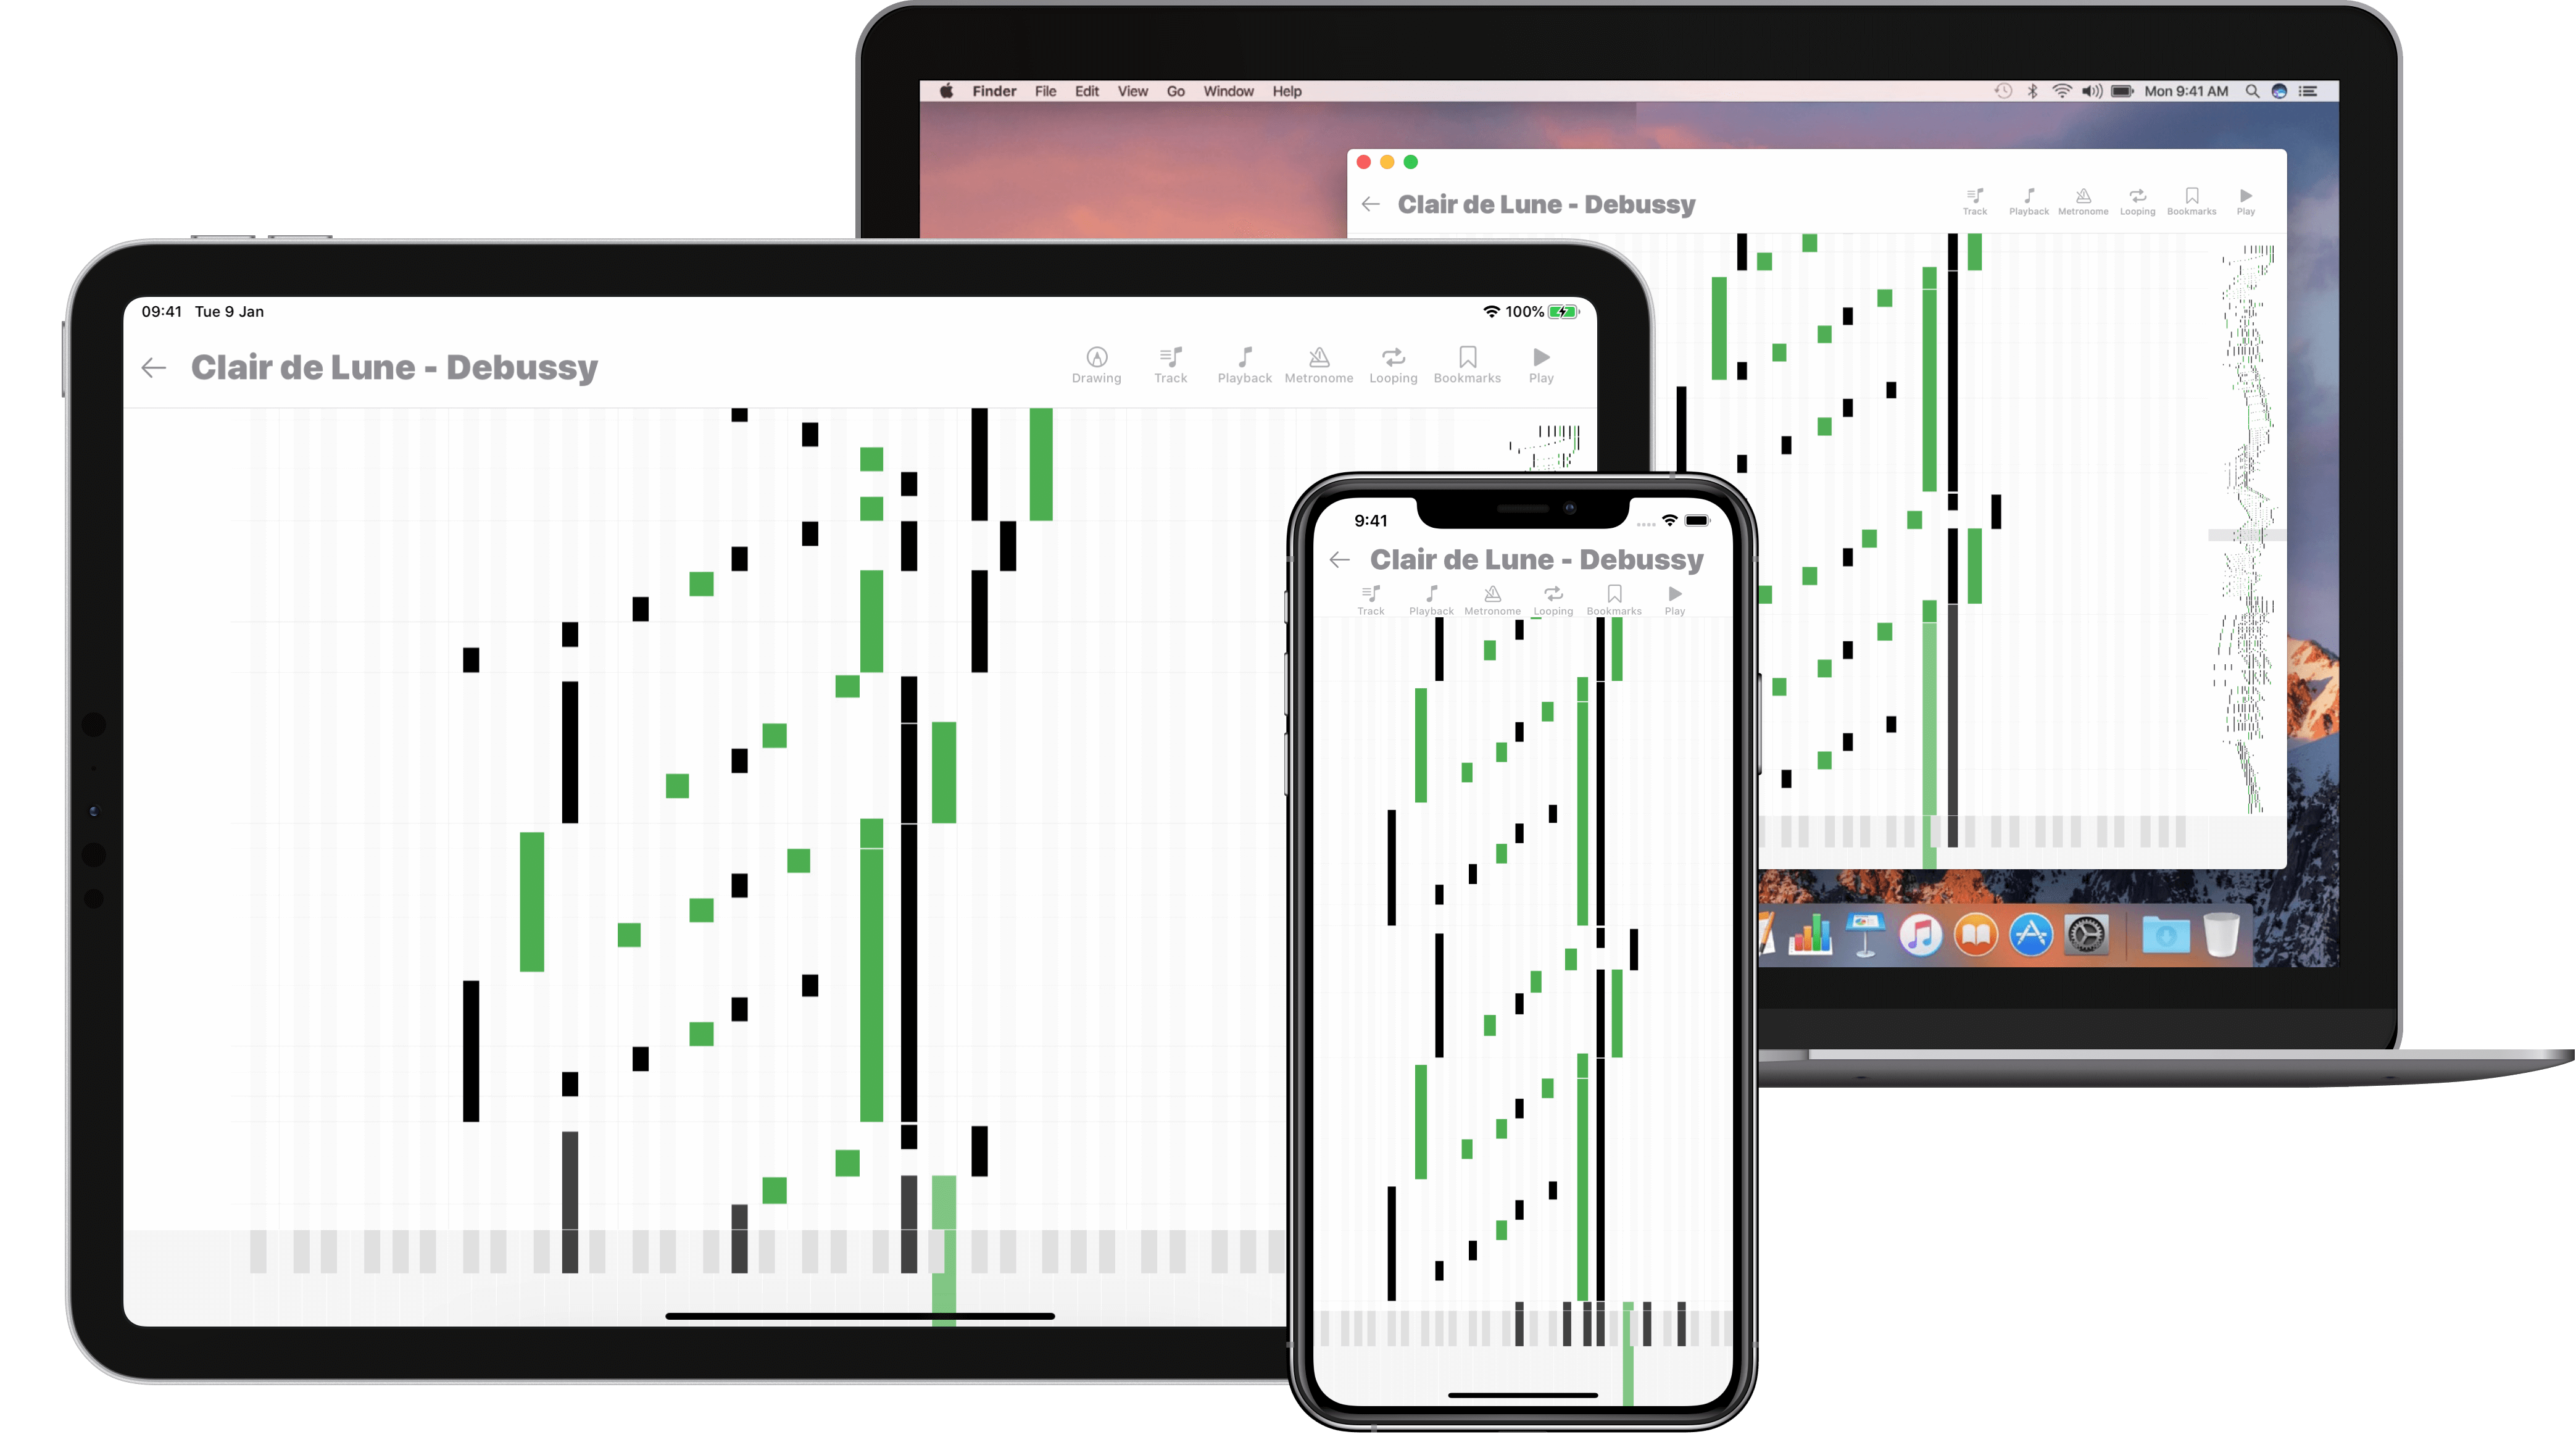 Finder File Edit View Go Window Help Mon 9:41 AM
Clair de Lune - Debussy
Track Playback Metronome Looping Bookmarks Play
09:41 Tue 9 Jan 100%
Clair de Lune - Debussy
Drawing Track Playback Metronome Looping Bookmarks Play
9:41
Clair de Lune - Debussy
Track Playback Metronome Looping Bookmarks Play